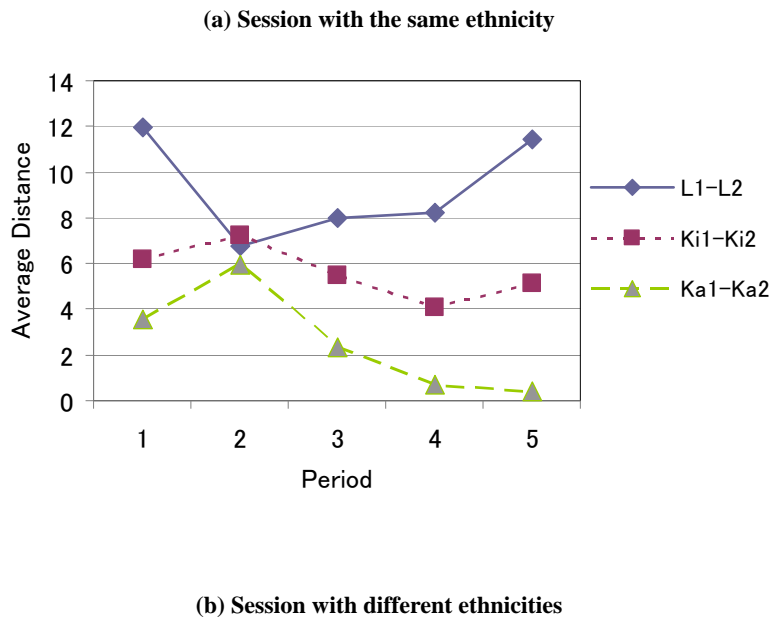 (a) Session with the same ethnicity
14
12
10
8
6
4
2
0
Average Distance
1 2 3 4 5
Period
L1-L2
Ki1-Ki2
Ka1-Ka2
(b) Session with different ethnicities